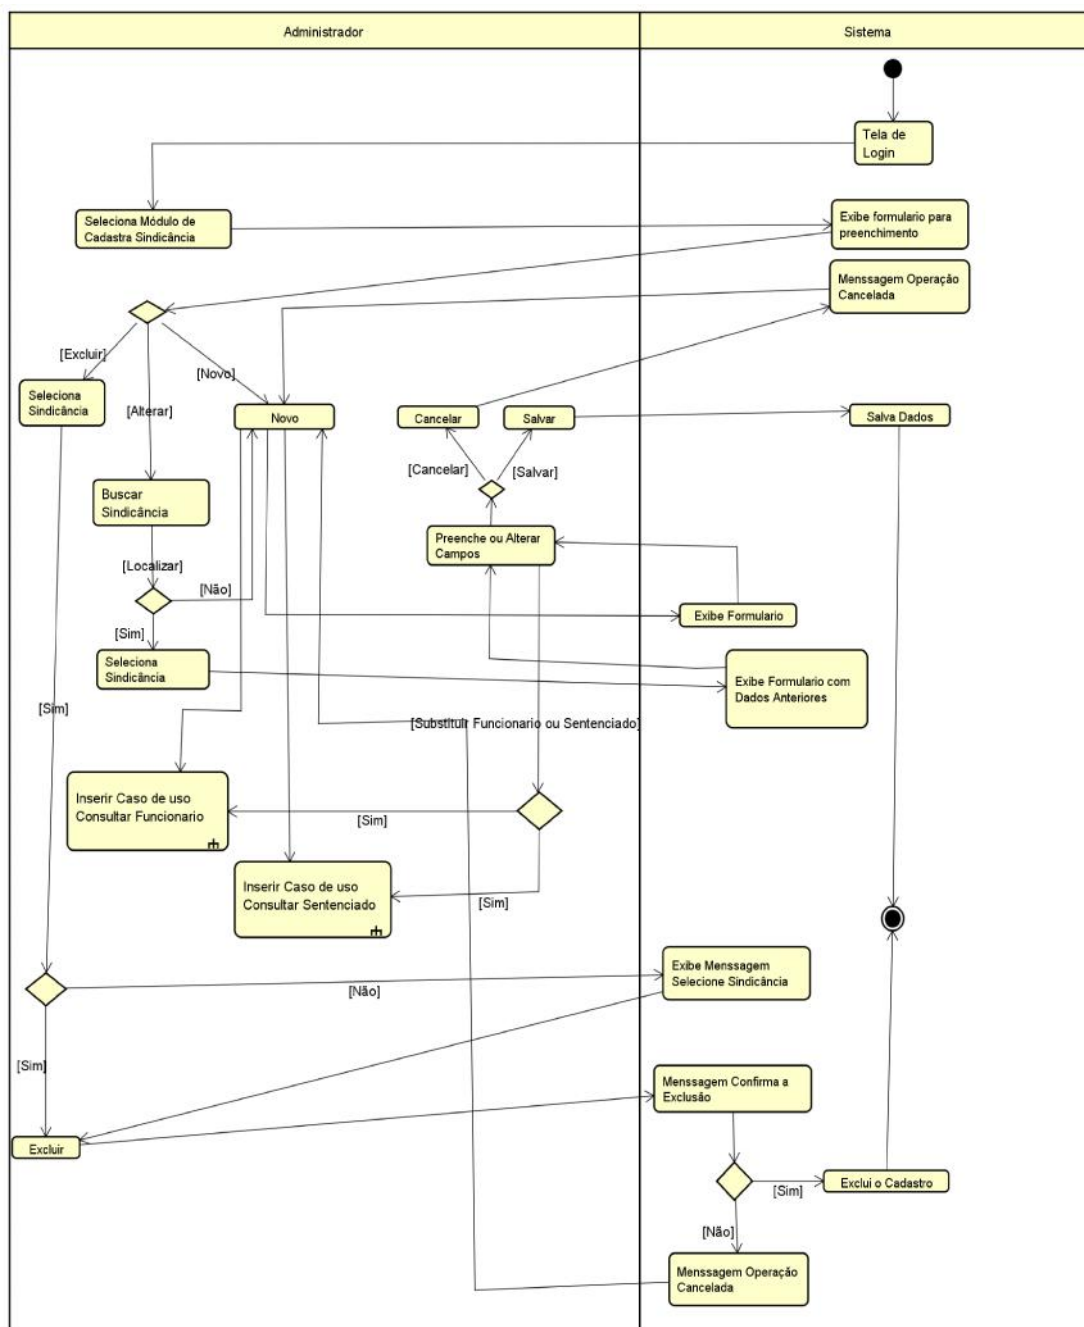 Administrador
Sistema
Tela de
Login
Seleciona Módulo de
Cadastra Sindicância
Exibe formulario para
preenchimento
Menssagem Operação
Cancelada
[Excluir]
[Novo]
Seleciona
Sindicância
[Alterar]
Novo
Cancelar
Salvar
Salva Dados
[Cancelar]
[Salvar]
Buscar
Sindicância
Preenche ou Alterar
Campos
[Localizar]
[Não]
Exibe Formulario
[Sim]
Seleciona
Sindicância
Exibe Formulario com
Dados Anteriores
[Sim]
[Substituir Funcionario ou Sentenciado]
Inserir Caso de uso
Consultar Funcionario
[Sim]
Inserir Caso de uso
Consultar Sentenciado
[Sim]
Exibe Menssagem
Selecione Sindicância
[Não]
[Sim]
Menssagem Confirma a
Exclusão
Excluir
Exclui o Cadastro
[Sim]
[Não]
Menssagem Operação
Cancelada